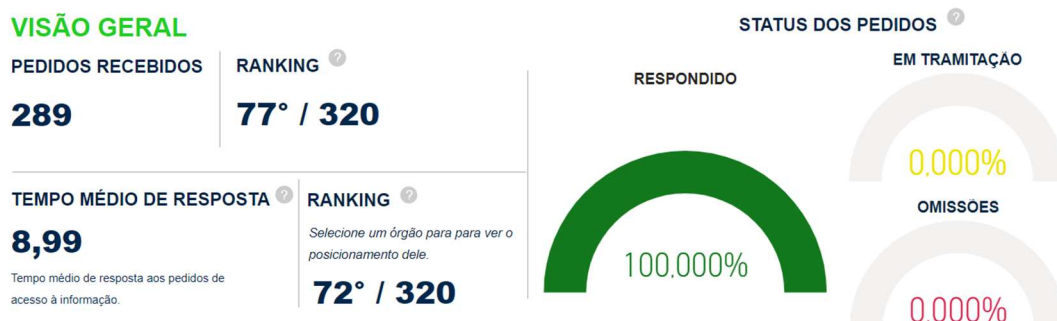 VISÃO GERAL
PEDIDOS RECEBIDOS
289
RANKING ?
77° / 320
TEMPO MÉDIO DE RESPOSTA ?
8,99
Tempo médio de resposta aos pedidos de
acesso à informação.
RANKING ?
Selecione um órgão para para ver o
posicionamento dele.
72° / 320
STATUS DOS PEDIDOS ?
RESPONDIDO
100,000%
EM TRAMITAÇÃO
0,000%
OMISSÕES
0,000%